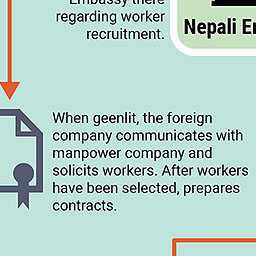 Embassy there
regarding worker
recruitment.
Nepali
When geenlit, the foreign
company communicates with
manpower company and
solicits workers. After workers
have been selected, prepares
contracts.